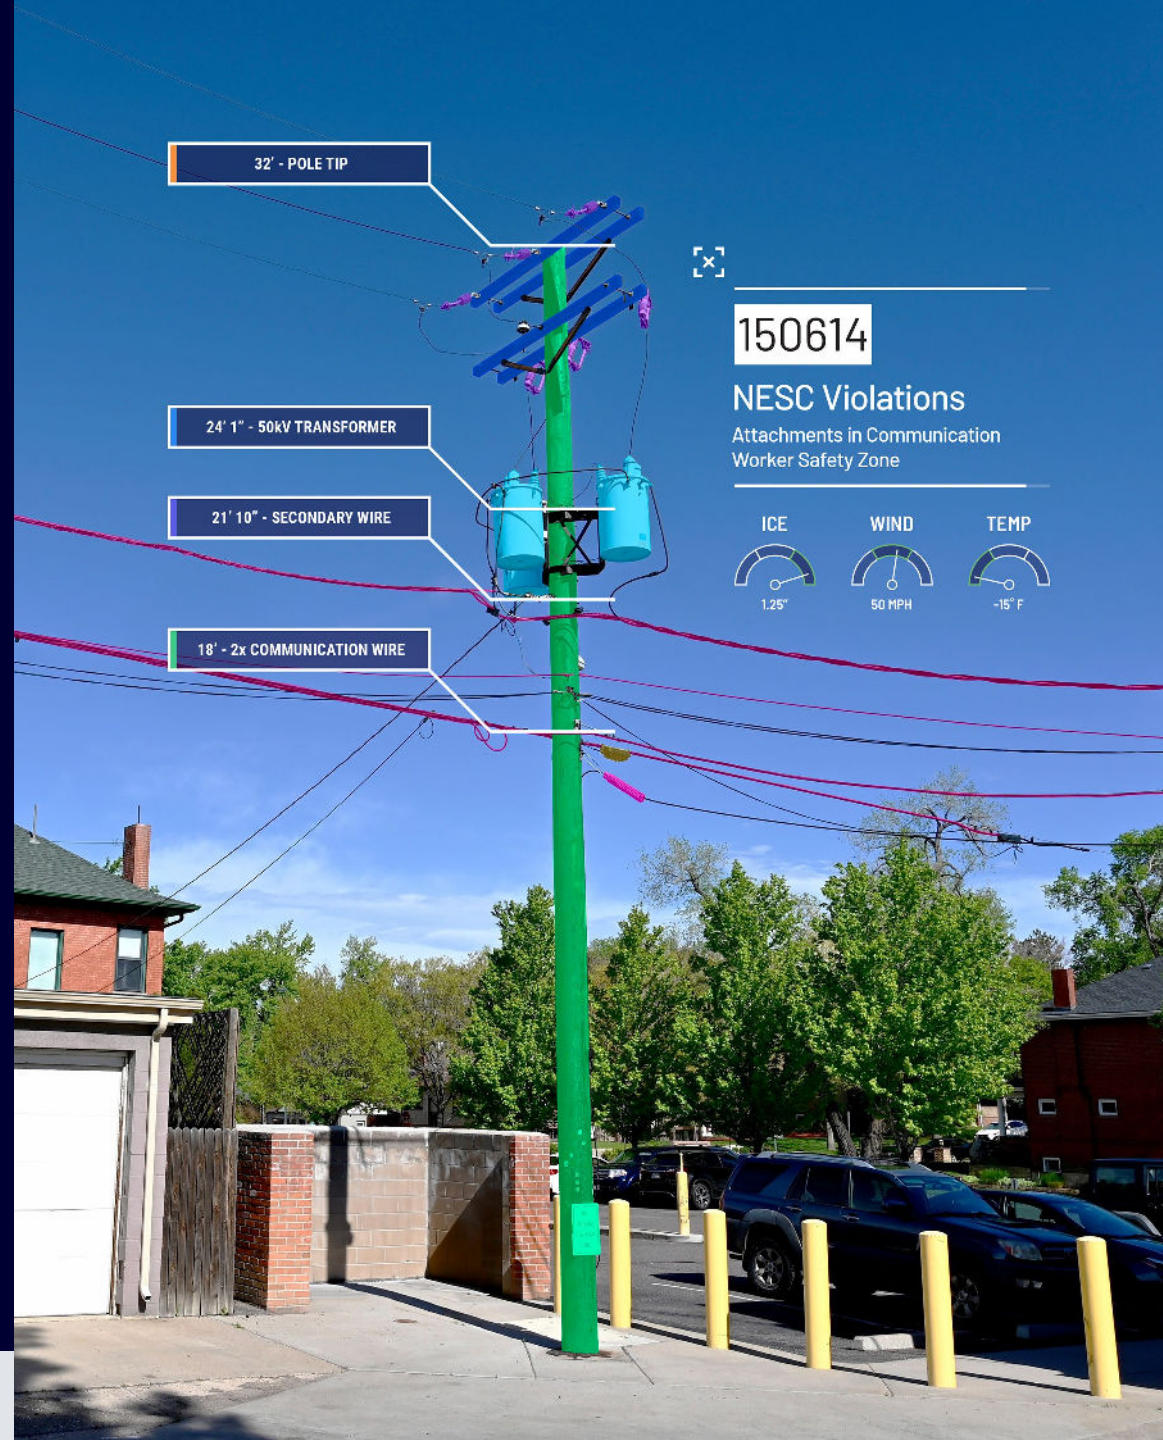 32' - POLE TIP
150614
NESC Violations
Attachments in Communication
Worker Safety Zone
24' 1" - 50kV TRANSFORMER
21' 10" - SECONDARY WIRE
ICE WIND TEMP
1.25" 50 MPH -15° F
18' - 2x COMMUNICATION WIRE